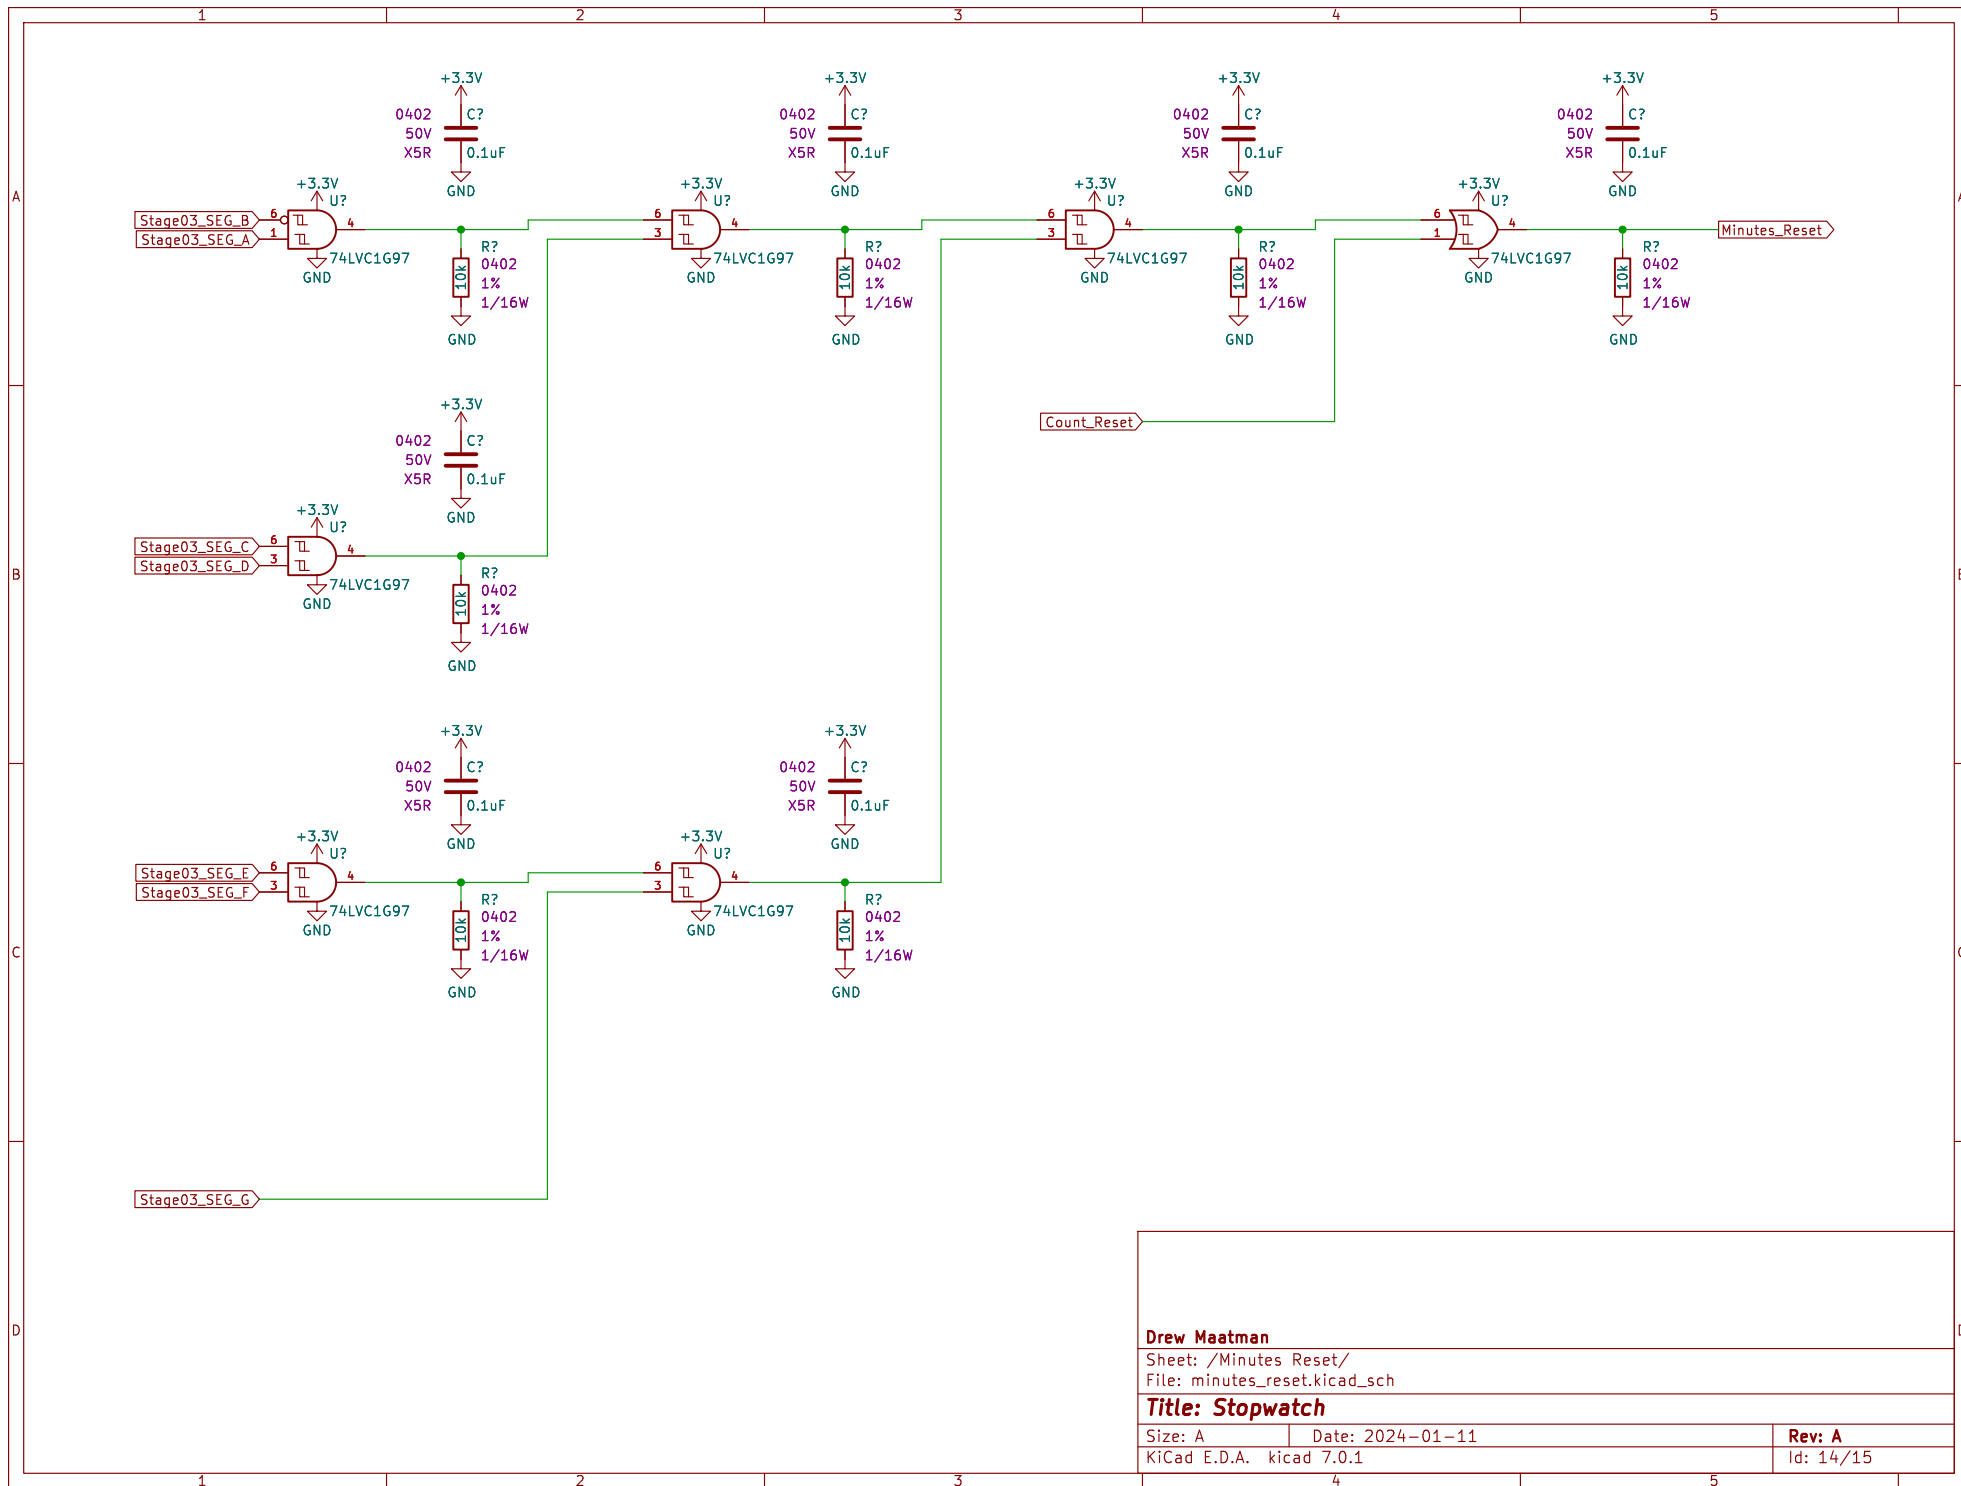 1 2 3 4 5
+3.3V +3.3V +3.3V +3.3V
0402 C? 0402 C? 0402 C? 0402 C?
50V 50V 50V 50V
X5R 0.1uF X5R 0.1uF X5R 0.1uF X5R 0.1uF
+3.3V GND +3.3V GND +3.3V GND +3.3V GND
A U? U? U? U?
Stage03_SEG_B 6 4 6 4 6 4 6 4 Minutes_Reset
Stage03_SEG_A 1 3 3 1
R? R? R? R?
74LVC1G97 0402 74LVC1G97 0402 74LVC1G97 0402 74LVC1G97 0402
GND 10k 1% GND 10k 1% GND 10k 1% GND 10k 1%
1/16W 1/16W 1/16W 1/16W
GND GND GND GND
+3.3V
Count_Reset
0402 C?
50V
X5R 0.1uF
+3.3V GND
U?
Stage03_SEG_C 6 4
Stage03_SEG_D 3
B R?
74LVC1G97 0402
GND 10k 1%
1/16W
GND
+3.3V +3.3V
0402 C? 0402 C?
50V 50V
X5R 0.1uF X5R 0.1uF
+3.3V GND +3.3V GND
U? U?
Stage03_SEG_E 6 4 6 4
Stage03_SEG_F 3 3
R? R?
74LVC1G97 0402 74LVC1G97 0402
GND 10k 1% GND 10k 1%
C 1/16W 1/16W
GND GND
Stage03_SEG_G
D
Drew Maatman
Sheet: /Minutes Reset/
File: minutes_reset.kicad_sch
Title: Stopwatch
Size: A Date: 2024-01-11 Rev: A
KiCad E.D.A. kicad 7.0.1 Id: 14/15
1 2 3 4 5